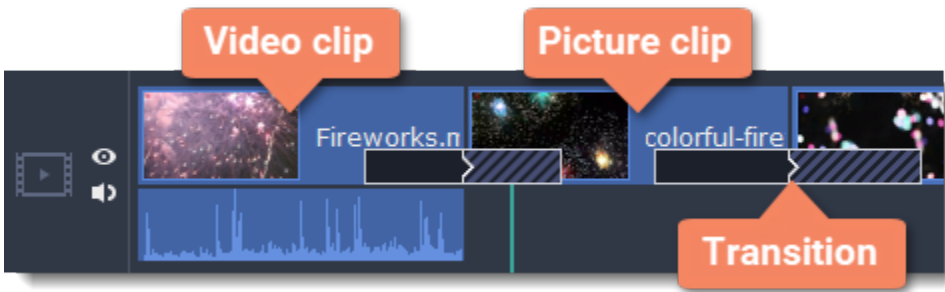 Video clip
Picture clip
Fireworks.m
colorful-fire
Transition